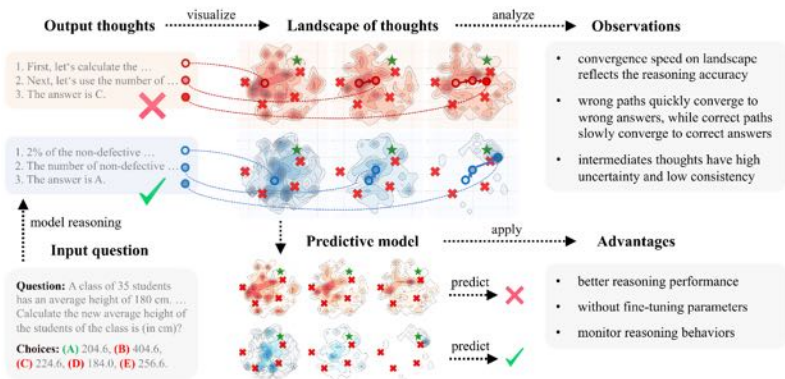 Output thoughts
visualize
Landscape of thoughts
analyze
Observations
1. First, let's calculate the ...
2. Next, let's use the number of ...
3. The answer is C.
1. 2% of the non-defective ...
2. The number of non-defective ...
3. The answer is A.
• convergence speed on landscape
reflects the reasoning accuracy
• wrong paths quickly converge to
wrong answers, while correct paths
slowly converge to correct answers
• intermediates thoughts have high
uncertainty and low consistency
model reasoning
Input question
Question: A class of 35 students
has an average height of 180 cm. ...
Calculate the new average height of
the students of the class is (in cm)?
Choices: (A) 204.6, (B) 404.6,
(C) 224.6, (D) 184.0, (E) 256.6.
Predictive model
predict
predict
apply
Advantages
• better reasoning performance
• without fine-tuning parameters
• monitor reasoning behaviors